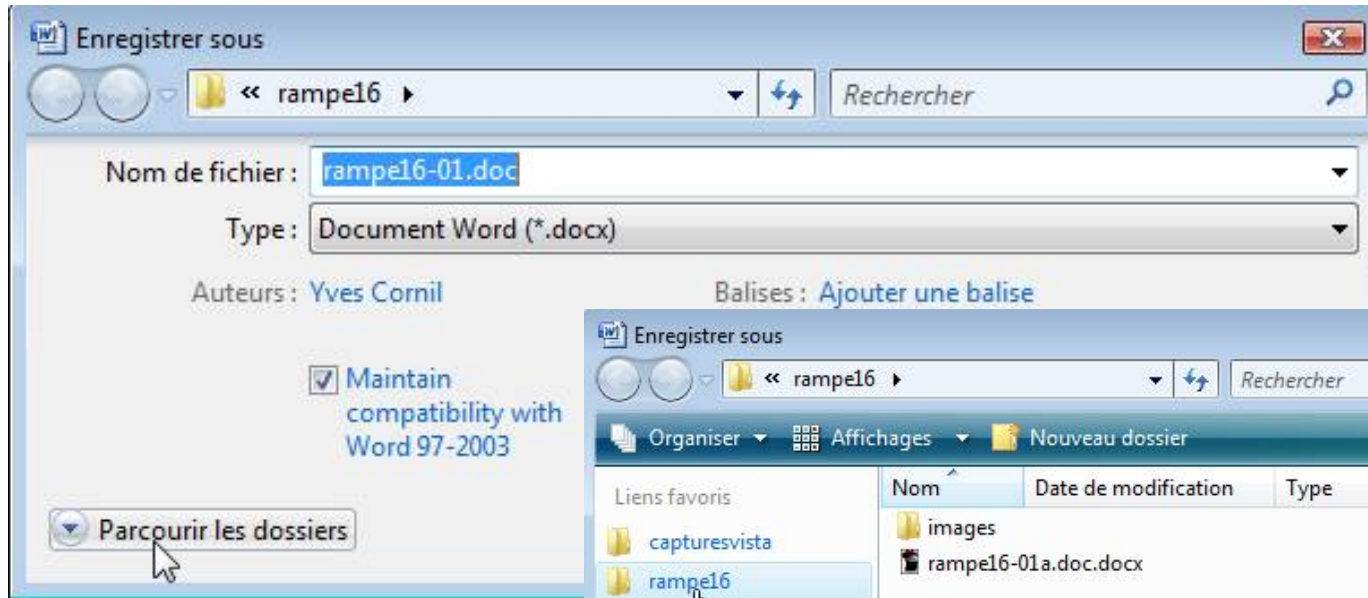 Enregistrer sous
« rampe16
Rechercher
Nom de fichier : rampe16-01.doc
Type : Document Word (*.docx)
Auteurs : Yves Cornil Balises : Ajouter une balise
Maintain
compatibility with
Word 97-2003
Parcourir les dossiers
Enregistrer sous
« rampe16
Rechercher
Organiser Affichages Nouveau dossier
Liens favoris
capturesvista
rampe16
Nom Date de modification Type
images
rampe16-01a.doc.docx